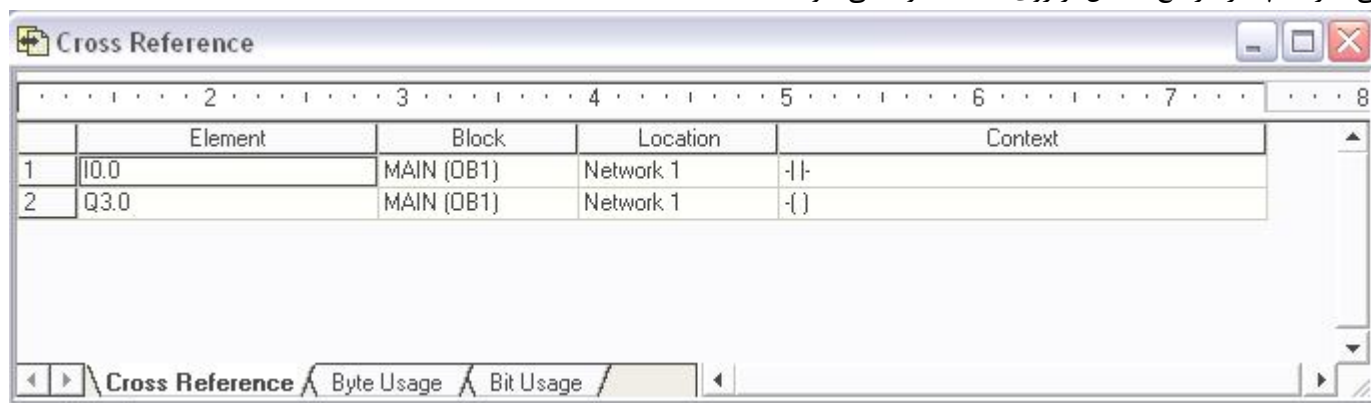 Cross Reference
2 3 4 5 6 7 8
Element Block Location Context
1 I0.0 MAIN (OB1) Network 1 -| |-
2 Q3.0 MAIN (OB1) Network 1 -( )
Cross Reference Byte Usage Bit Usage